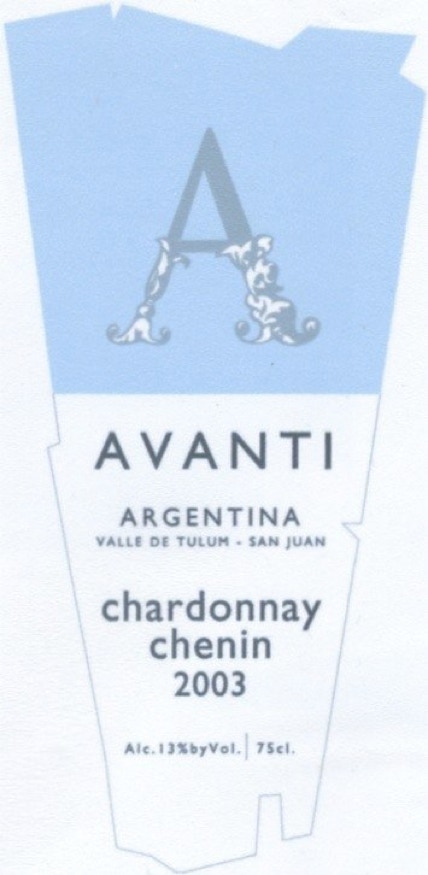 A
AVANTI
ARGENTINA
VALLE DE TULUM - SAN JUAN
chardonnay
chenin
2003
Alc.13%byVol. 75cl.